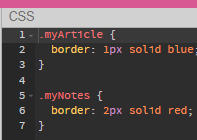 CSS
1 .myArticle {
2 border: 1px solid blue;
3 }
4
5 .myNotes {
6 border: 2px solid red;
7 }